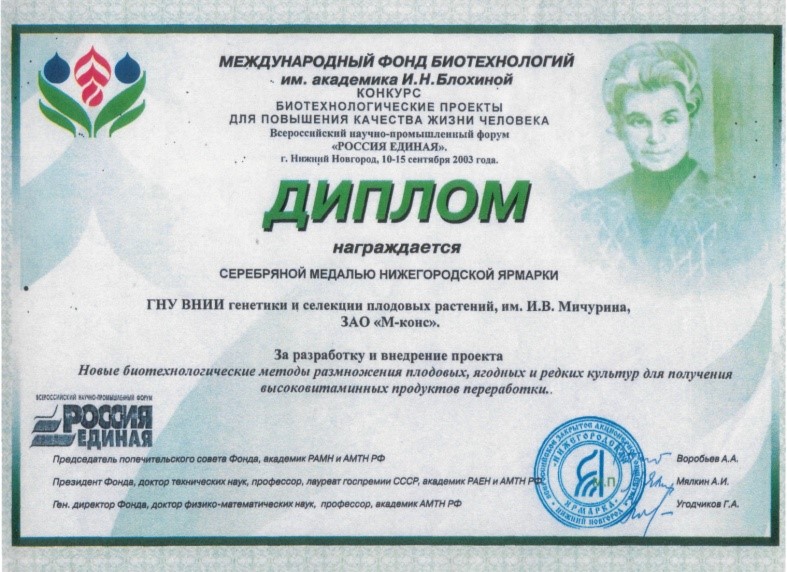 МЕЖДУНАРОДНЫЙ ФОНД БИОТЕХНОЛОГИЙ
им. академика И.Н.Блохиной
КОНКУРС
БИОТЕХНОЛОГИЧЕСКИЕ ПРОЕКТЫ
ДЛЯ ПОВЫШЕНИЯ КАЧЕСТВА ЖИЗНИ ЧЕЛОВЕКА
Всероссийский научно-промышленный форум
«РОССИЯ ЕДИНАЯ».
г. Нижний Новгород, 10-15 сентября 2003 года.
ДИПЛОМ
награждается
СЕРЕБРЯНОЙ МЕДАЛЬЮ НИЖЕГОРОДСКОЙ ЯРМАРКИ
ГНУ ВНИИ генетики и селекции плодовых растений, им. И.В. Мичурина,
ЗАО «М-конс».
За разработку и внедрение проекта
Новые биотехнологические методы размножения плодовых, ягодных и редких культур для получения
высоковитаминных продуктов переработки.
ВСЕРОССИЙСКИЙ НАУЧНО-ПРОМЫШЛЕННЫЙ ФОРУМ
РОССИЯ
ЕДИНАЯ
Председатель попечительского совета Фонда, академик РАМН и АМТН РФ
Воробьев А.А.
Президент Фонда, доктор технических наук, профессор, лауреат госпремии СССР, академик РАЕН и АМТН РФ
М.П
Мялкин А.И.
Ген. директор Фонда, доктор физико-математических наук, профессор, академик АМТН РФ
Угодчиков Г.А.
НИЖЕГОРОДСКАЯ
ЯРМАРКА
НИЖНИЙ НОВГОРОД